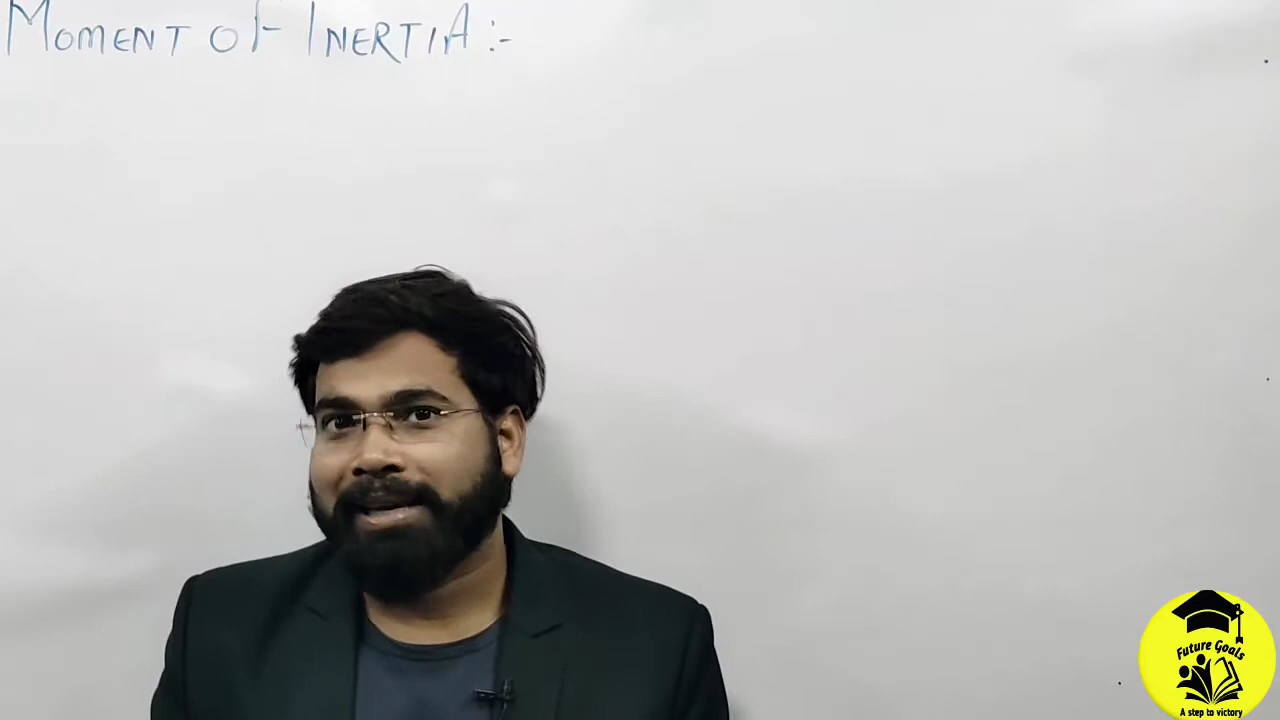 MOMENT OF INERTIA :-
Future Goals
A step to victory